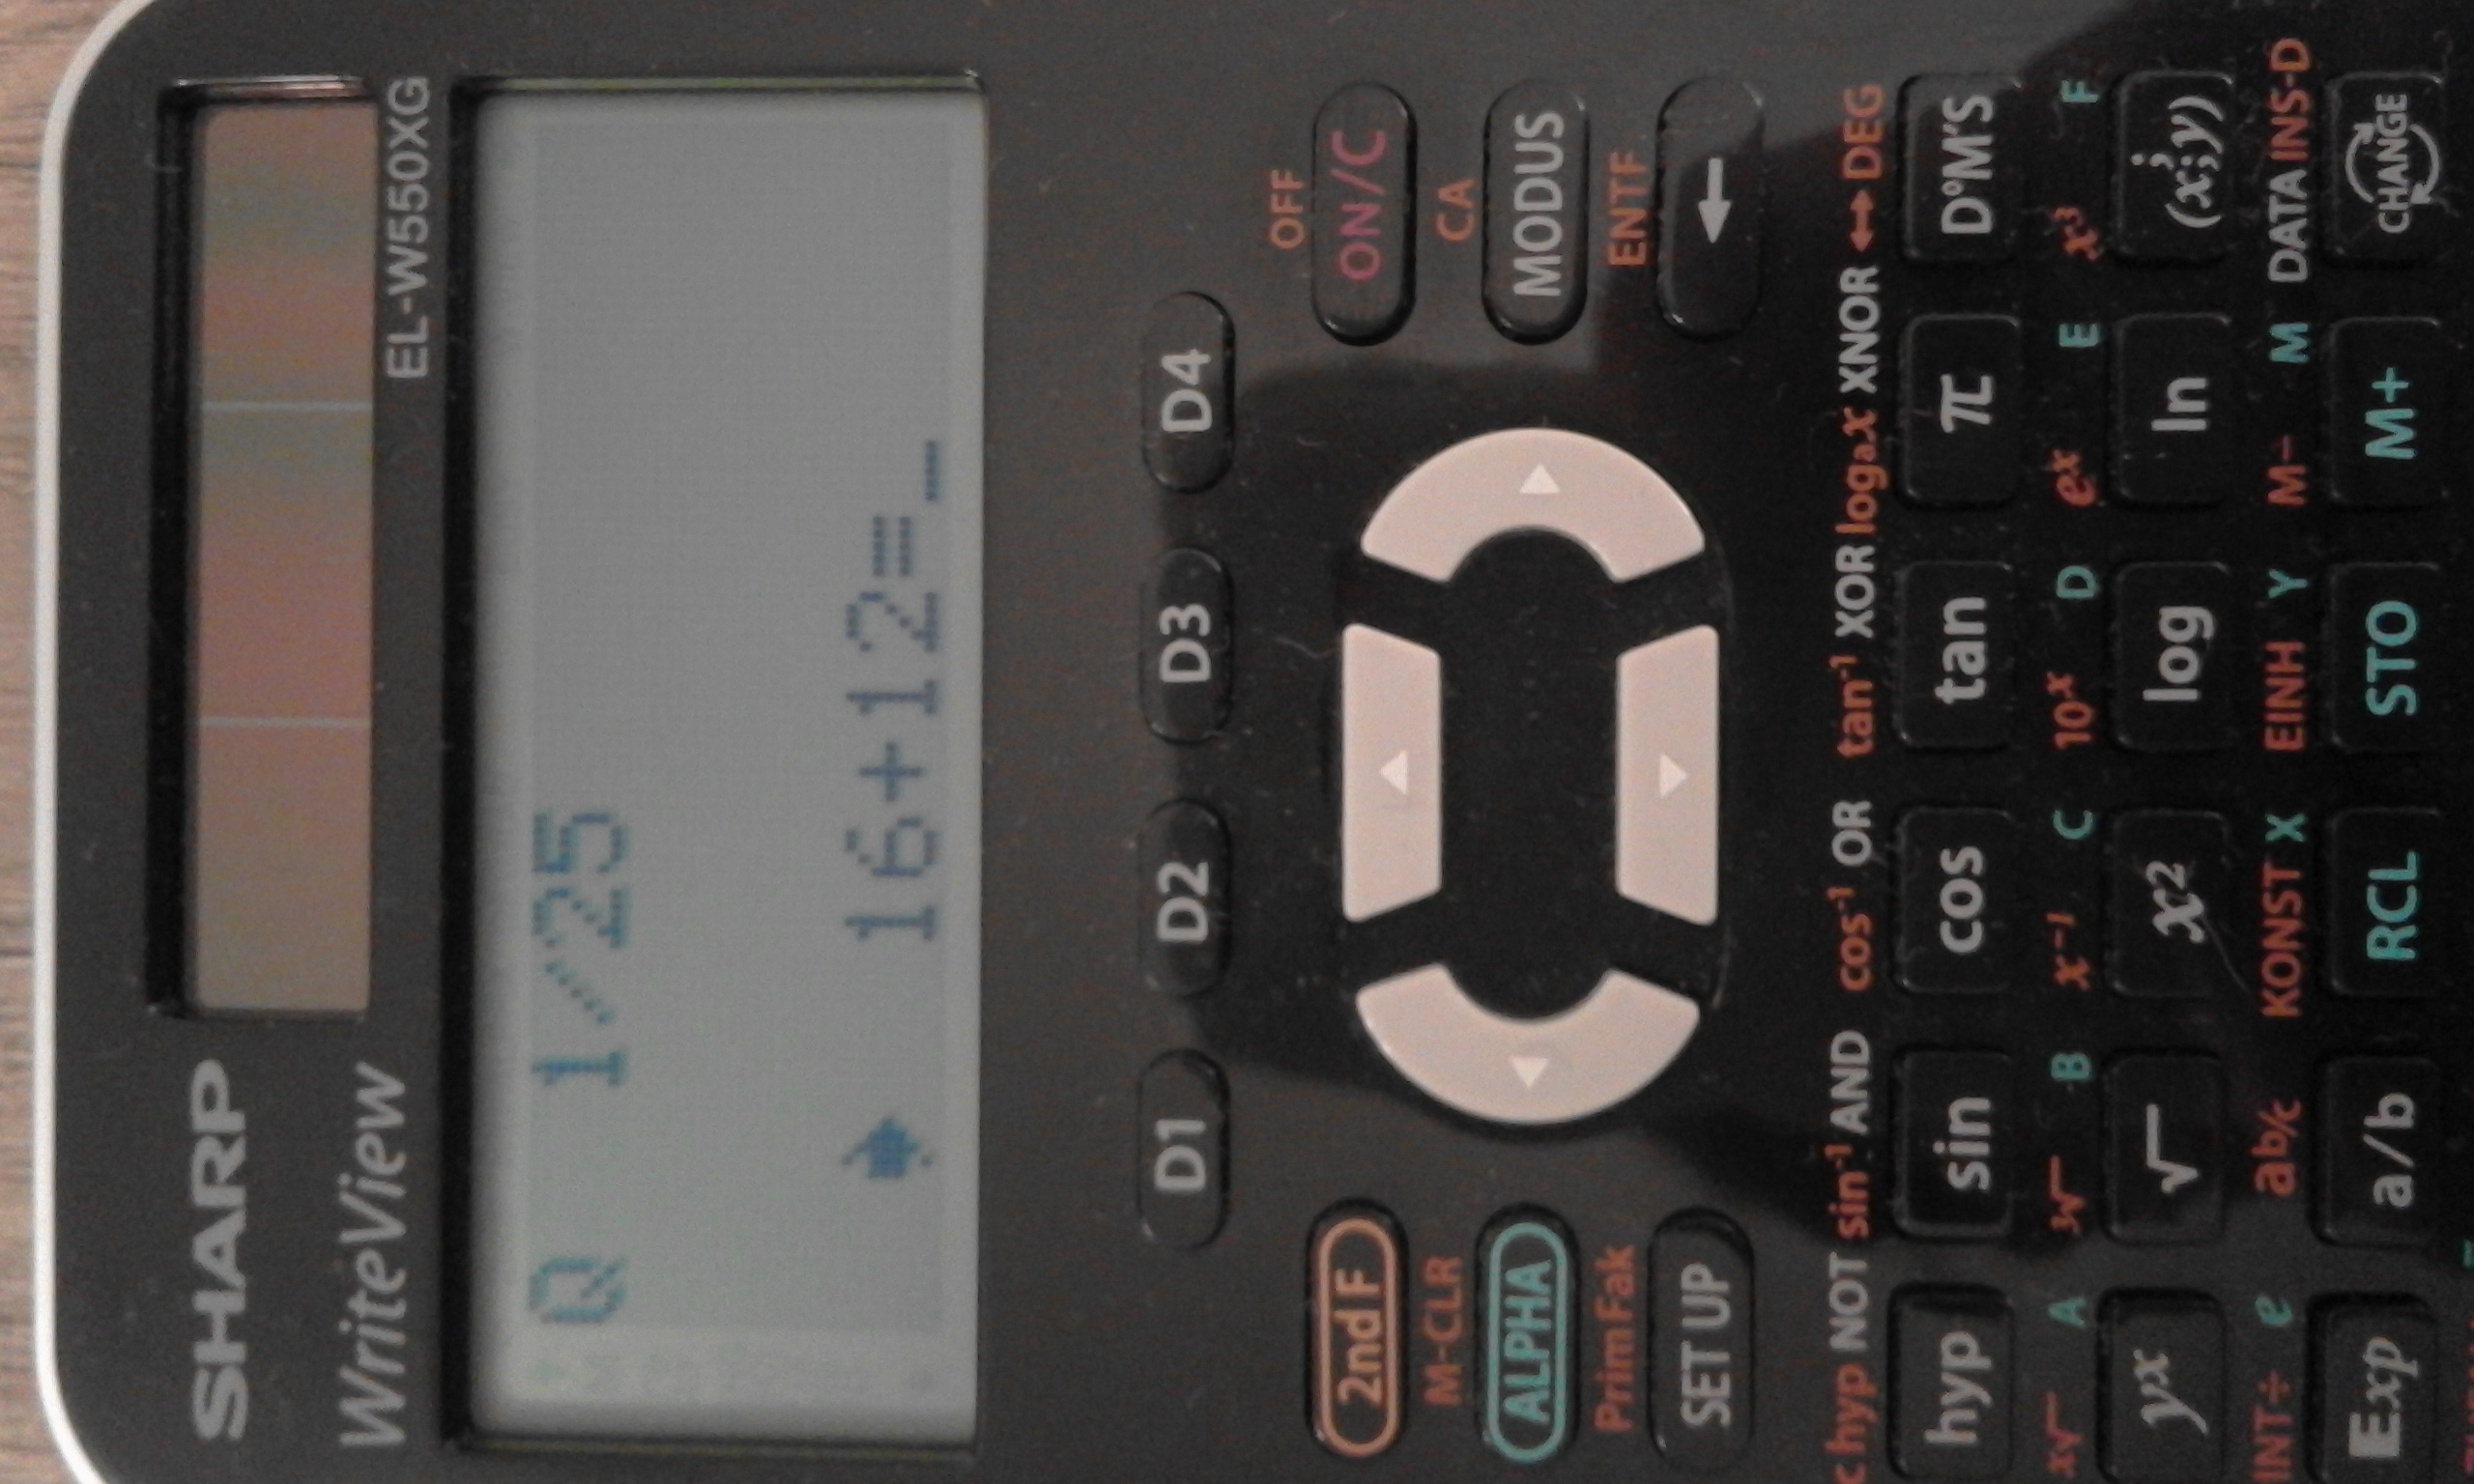 SHARP
WriteView
EL-W550XG
Q 1/25
16+12=_
D1 D2 D3 D4
OFF
2nd F ON/C
M-CLR CA
ALPHA MODUS
Prim Fak ENTF
SET UP
hyp NOT sin⁻¹ AND cos⁻¹ OR tan⁻¹ XOR logₐx XNOR ↔DEG
hyp sin cos tan π D°M'S
ˣ√ A ³√ B x⁻¹ C 10ˣ D eˣ E x³ F
yˣ √ x² log ln (x;y)
INT÷ e ab/c KONST X EINH Y M− M DATA INS-D
Exp a/b RCL STO M+ CHANGE